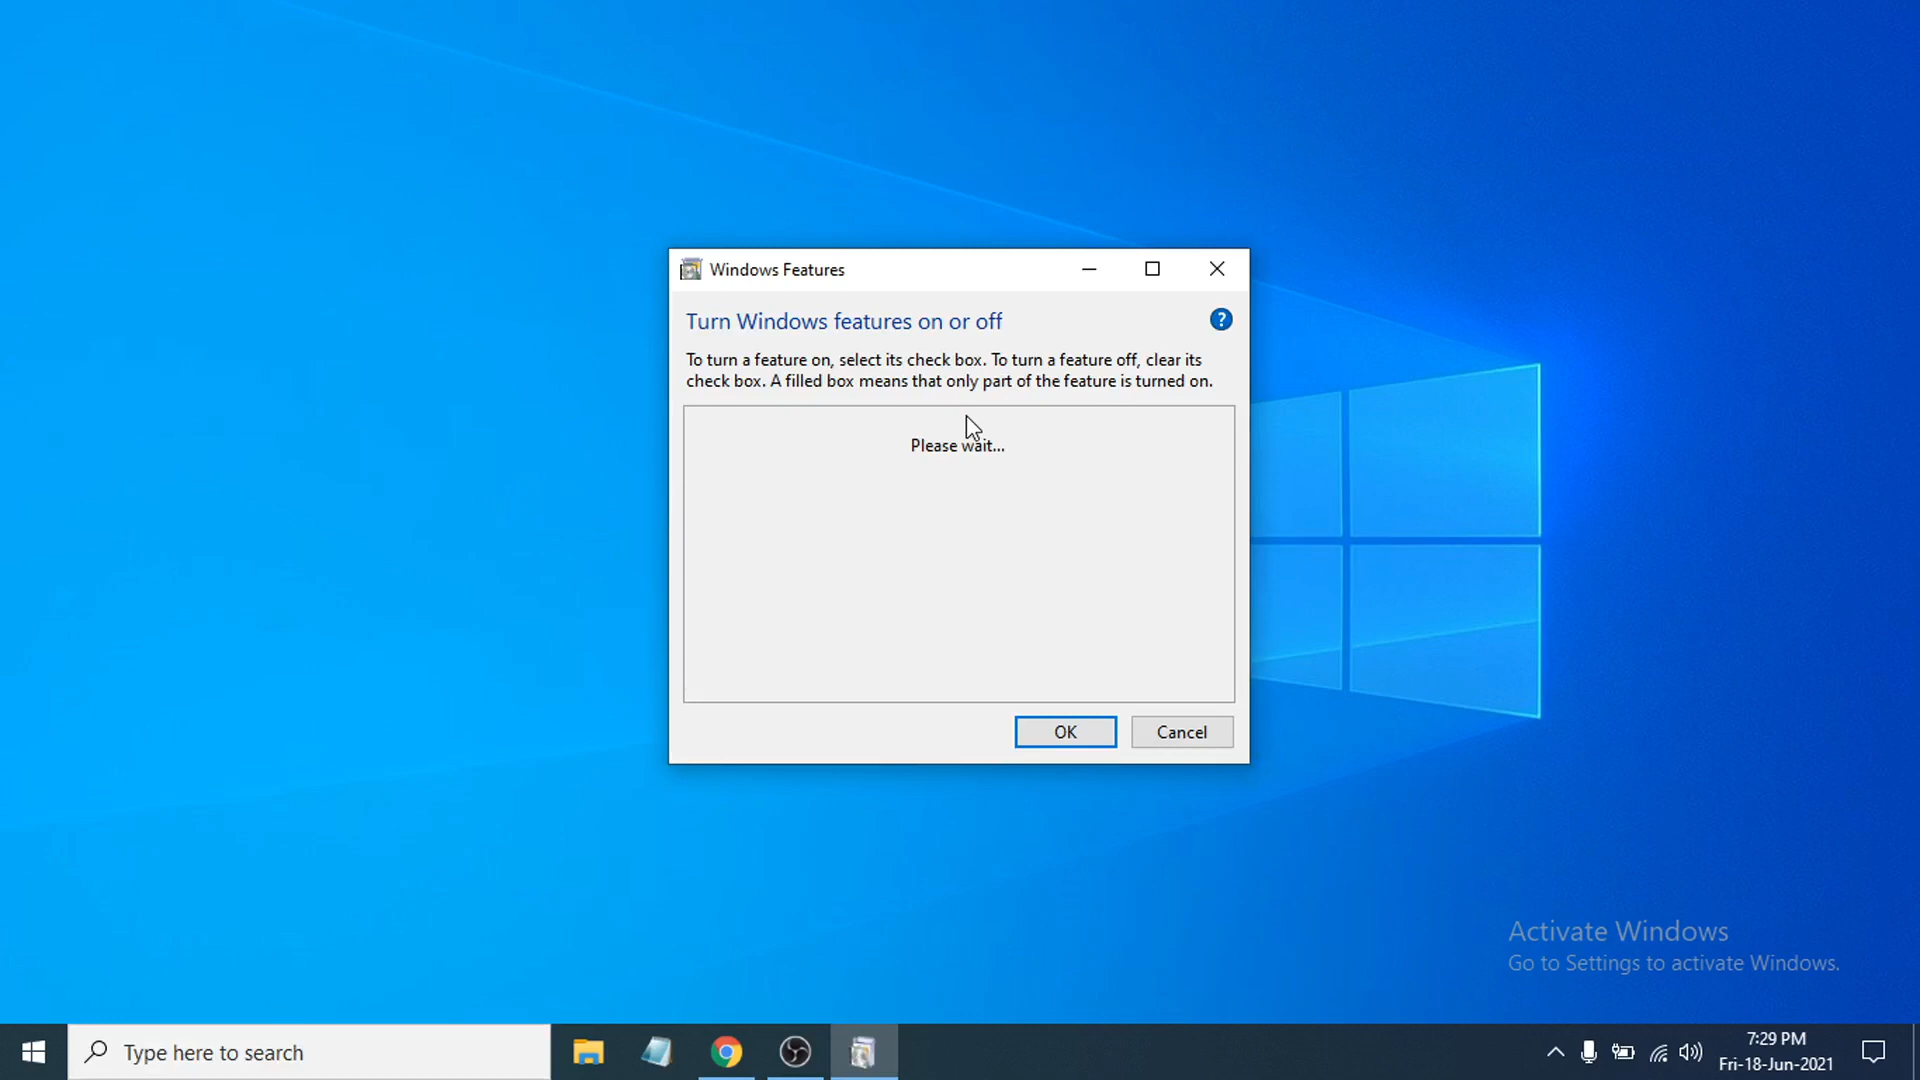 Windows Features
Turn Windows features on or off
To turn a feature on, select its check box. To turn a feature off, clear its
check box. A filled box means that only part of the feature is turned on.
Please wait...
OK
Cancel
Activate Windows
Go to Settings to activate Windows.
Type here to search
7:29 PM
Fri-18-Jun-2021